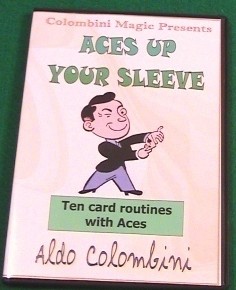 Colombini Magic Presents
ACES UP
YOUR SLEEVE
Ten card routines
with Aces
Aldo Colombini